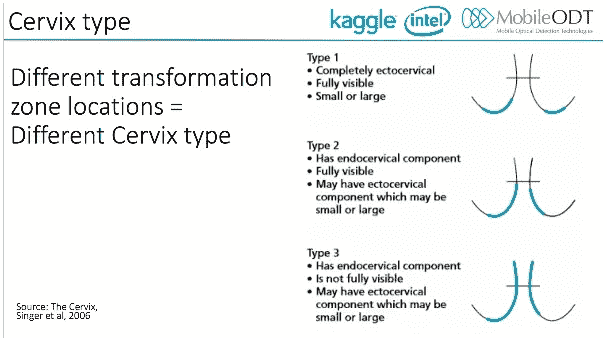 Cervix type
kaggle intel MobileODT
Mobile Optical Detection Technologies
Different transformation
zone locations =
Different Cervix type
Type 1
• Completely ectocervical
• Fully visible
• Small or large
Type 2
• Has endocervical component
• Fully visible
• May have ectocervical
component which may be
small or large
Type 3
• Has endocervical component
• Is not fully visible
• May have ectocervical
component which may be
small or large
Source: The Cervix,
Singer et al, 2006